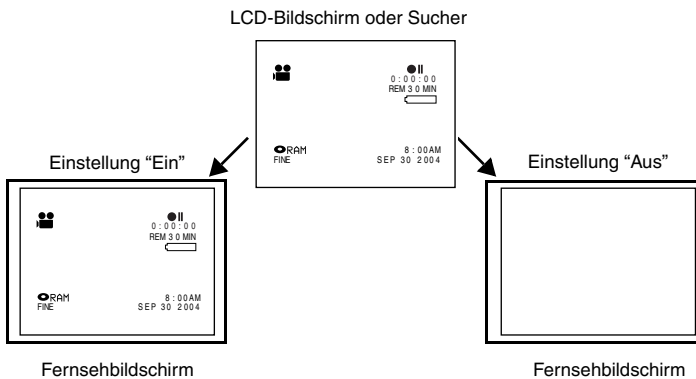 LCD-Bildschirm oder Sucher
0:00:00
REM 30 MIN
RAM 8:00AM
FINE SEP 30 2004
Einstellung “Ein”
Einstellung “Aus”
0:00:00
REM 30 MIN
RAM 8:00AM
FINE SEP 30 2004
Fernsehbildschirm
Fernsehbildschirm